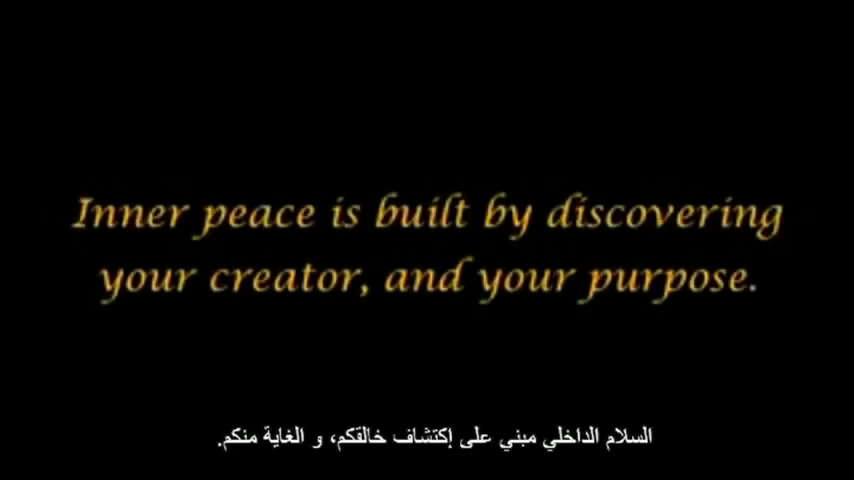 Inner peace is built by discovering
your creator, and your purpose.
السلام الداخلي مبني على إكتشاف خالقكم، و الغاية منكم.